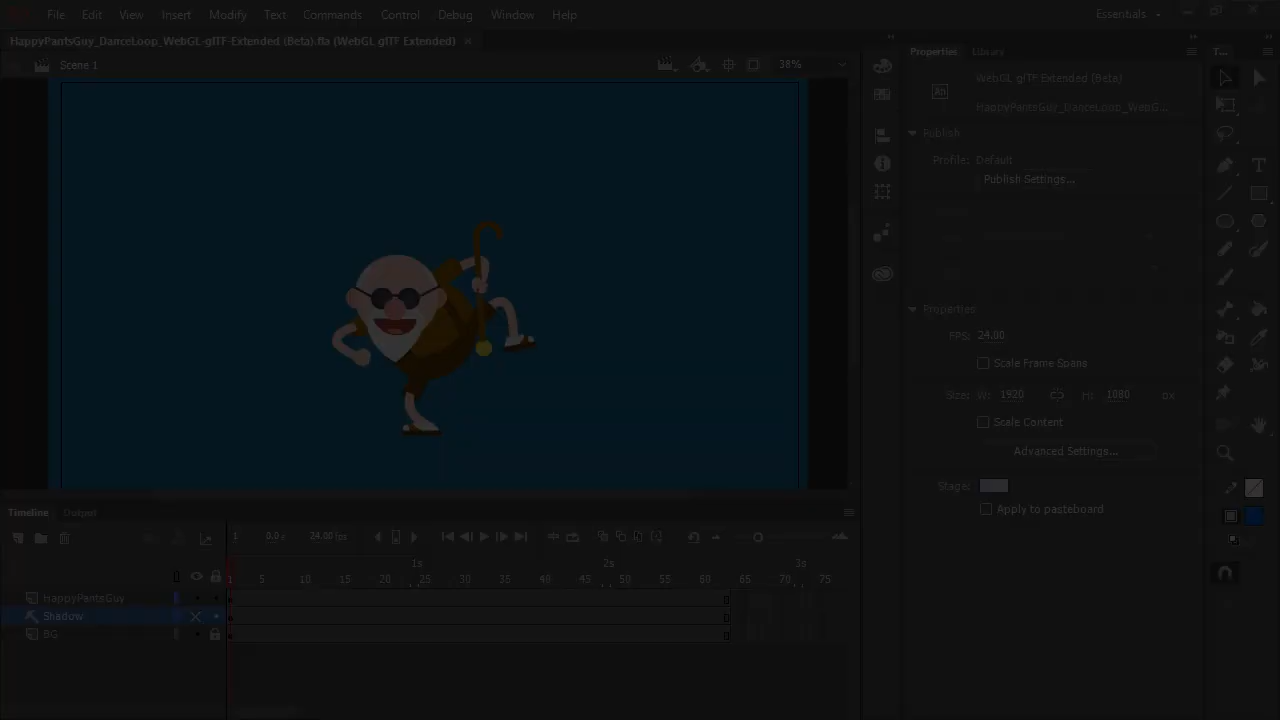 File Edit View Insert Modify Text Commands Control Debug Window Help Essentials
HappyPantsGuy_DanceLoop_WebGL-glTF-Extended (Beta).fla (WebGL glTF Extended) ×
Scene 1 38%
Properties Library T...
WebGL glTF Extended (Beta)
HappyPantsGuy_DanceLoop_WebG...
Publish
Profile: Default
Publish Settings...
Properties
FPS: 24.00
Scale Frame Spans
Size: W: 1920 H: 1080 px
Scale Content
Advanced Settings...
Stage:
Apply to pasteboard
Timeline Output
1 0.0 s 24.00 fps
1s 2s 3s
1 5 10 15 20 25 30 35 40 45 50 55 60 65 70 75
HappyPantsGuy
Shadow
BG